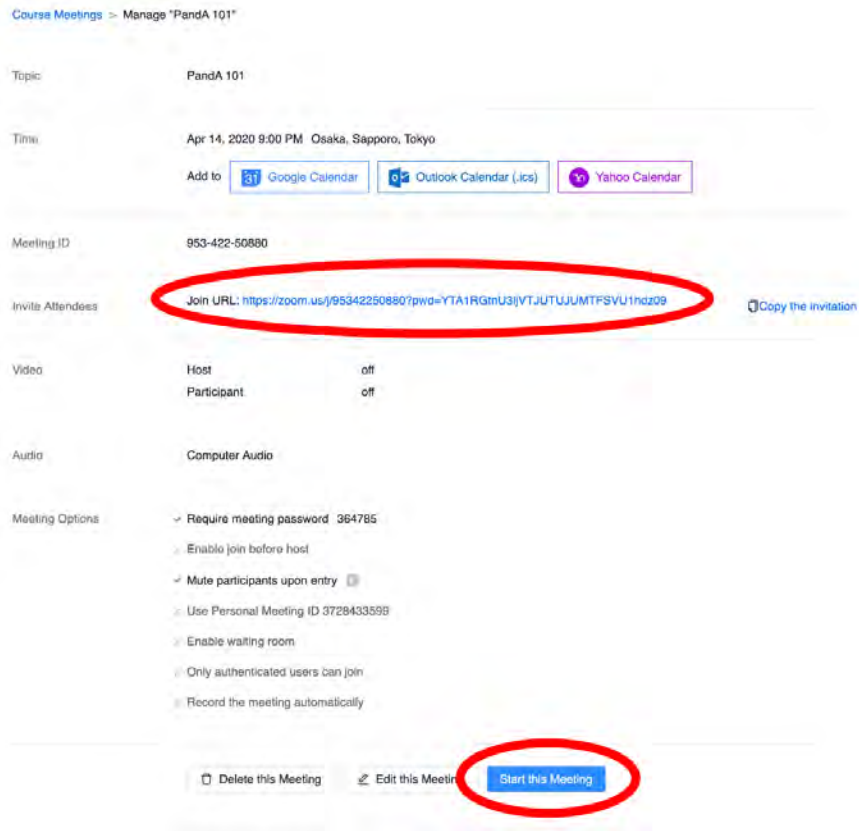 Course Meetings > Manage "PandA 101"
Topic PandA 101
Time Apr 14, 2020 9:00 PM Osaka, Sapporo, Tokyo
Add to 31 Google Calendar Outlook Calendar (.ics) Yahoo Calendar
Meeting ID 953-422-50880
Invite Attendees Join URL: https://zoom.us/j/95342250880?pwd=YTA1RGtnU3IjVTJUTUJUMTFSVU1ndz09 Copy the invitation
Video Host off
Participant off
Audio Computer Audio
Meeting Options Require meeting password 364785
Enable join before host
Mute participants upon entry
Use Personal Meeting ID 3728433599
Enable waiting room
Only authenticated users can join
Record the meeting automatically
Delete this Meeting Edit this Meetin Start this Meeting